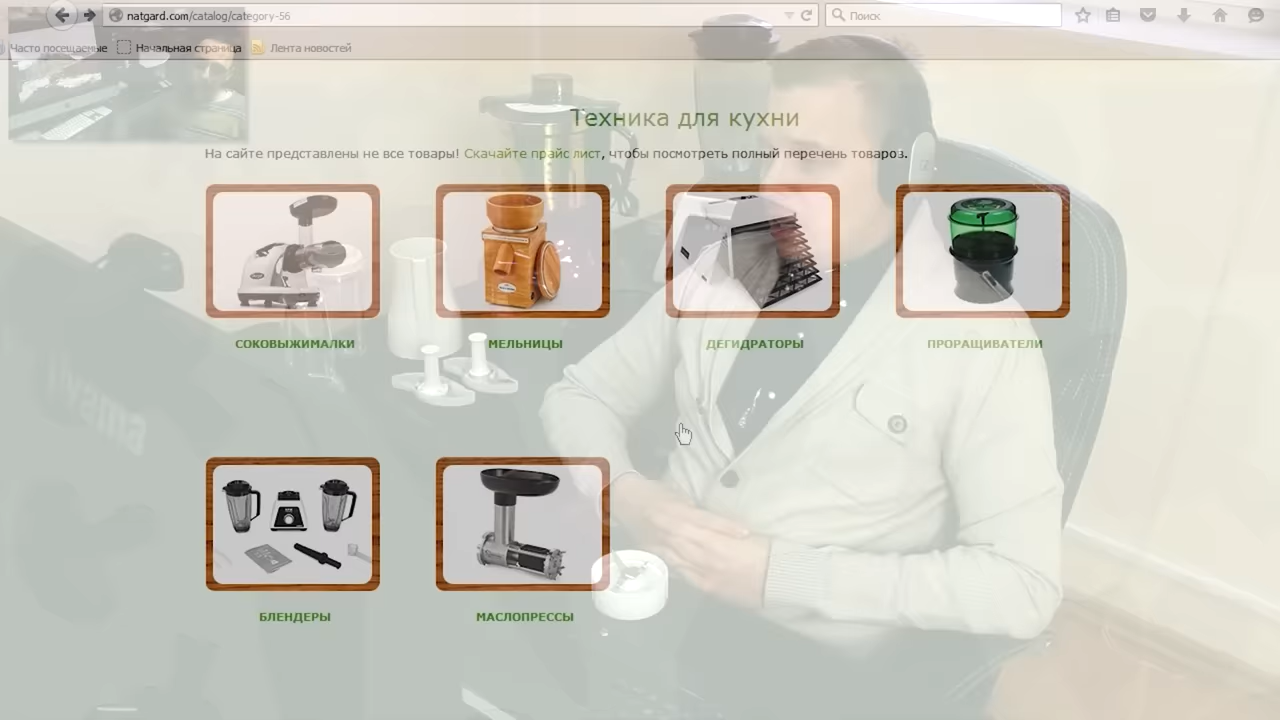 natgard.com/catalog/category-56
Поиск
Часто посещаемые
Начальная страница
Лента новостей
Техника для кухни
На сайте представлены не все товары! Скачайте прайс лист, чтобы посмотреть полный перечень товароз.
СОКОВЫЖИМАЛКИ
МЕЛЬНИЦЫ
ДЕГИДРАТОРЫ
ПРОРАЩИВАТЕЛИ
БЛЕНДЕРЫ
МАСЛОПРЕССЫ